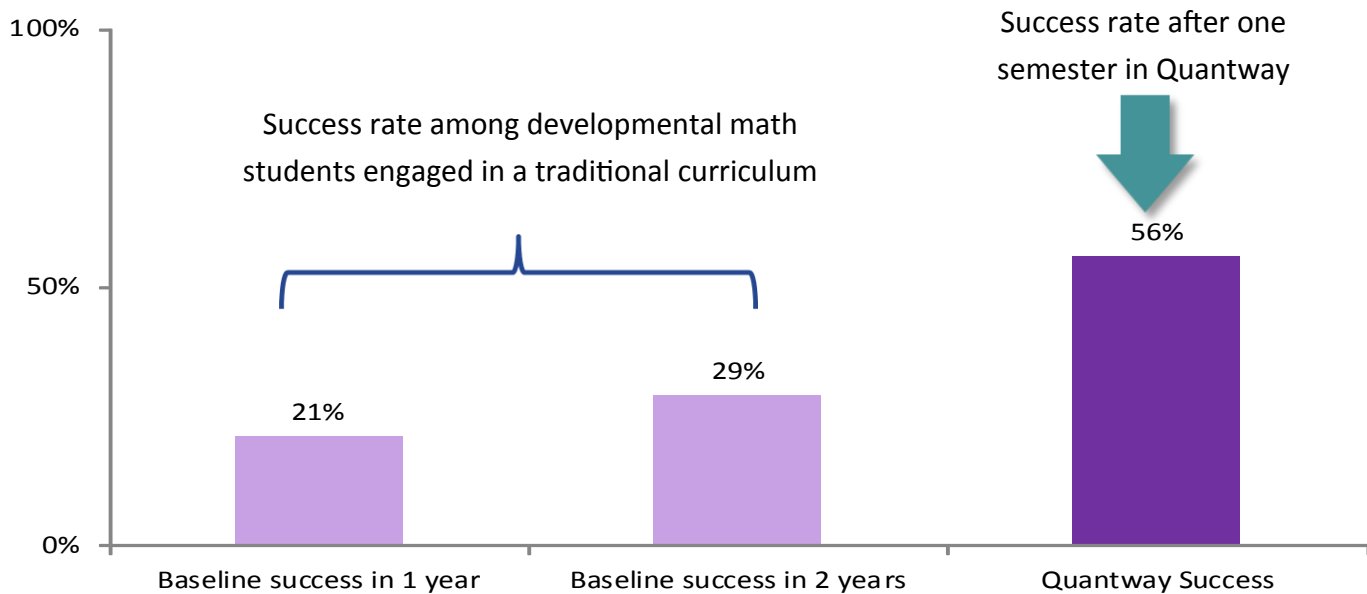 100%
Success rate after one
semester in Quantway
Success rate among developmental math
students engaged in a traditional curriculum
56%
50%
29%
21%
0%
Baseline success in 1 year
Baseline success in 2 years
Quantway Success